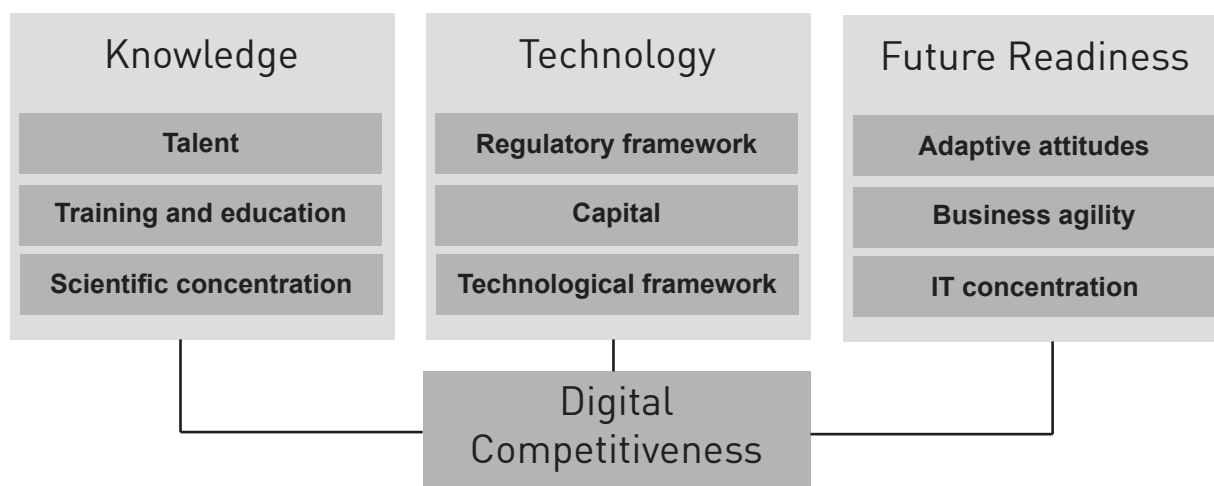 Knowledge
Talent
Training and education
Scientific concentration
Technology
Regulatory framework
Capital
Technological framework
Future Readiness
Adaptive attitudes
Business agility
IT concentration
Digital
Competitiveness